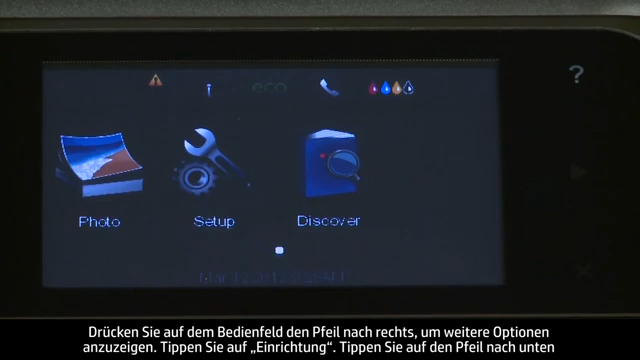 eco
?
Photo
Setup
Discover
Drücken Sie auf dem Bedienfeld den Pfeil nach rechts, um weitere Optionen
anzuzeigen. Tippen Sie auf „Einrichtung“. Tippen Sie auf den Pfeil nach unten